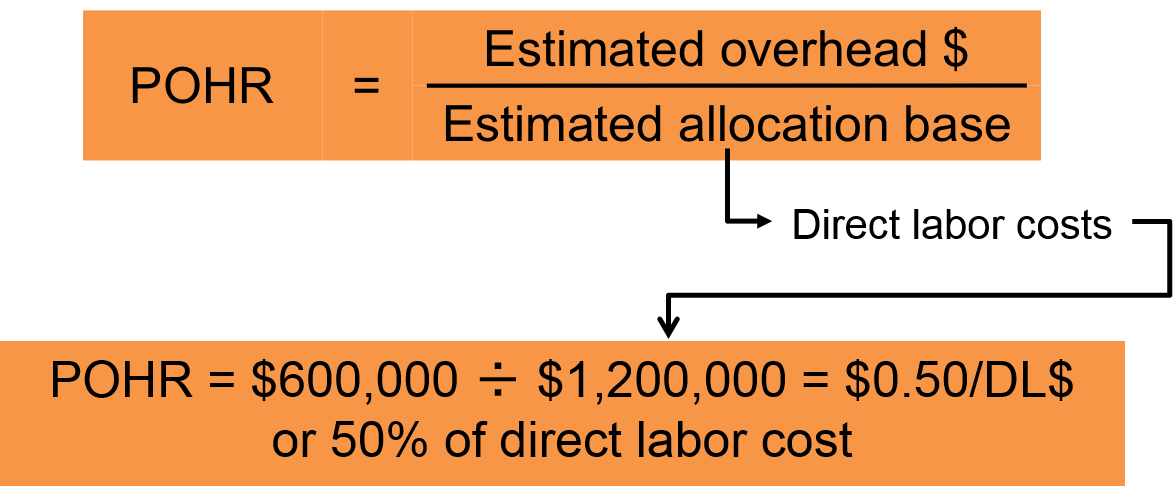 POHR = Estimated overhead $
Estimated allocation base
Direct labor costs
POHR = $600,000 ÷ $1,200,000 = $0.50/DL$
or 50% of direct labor cost